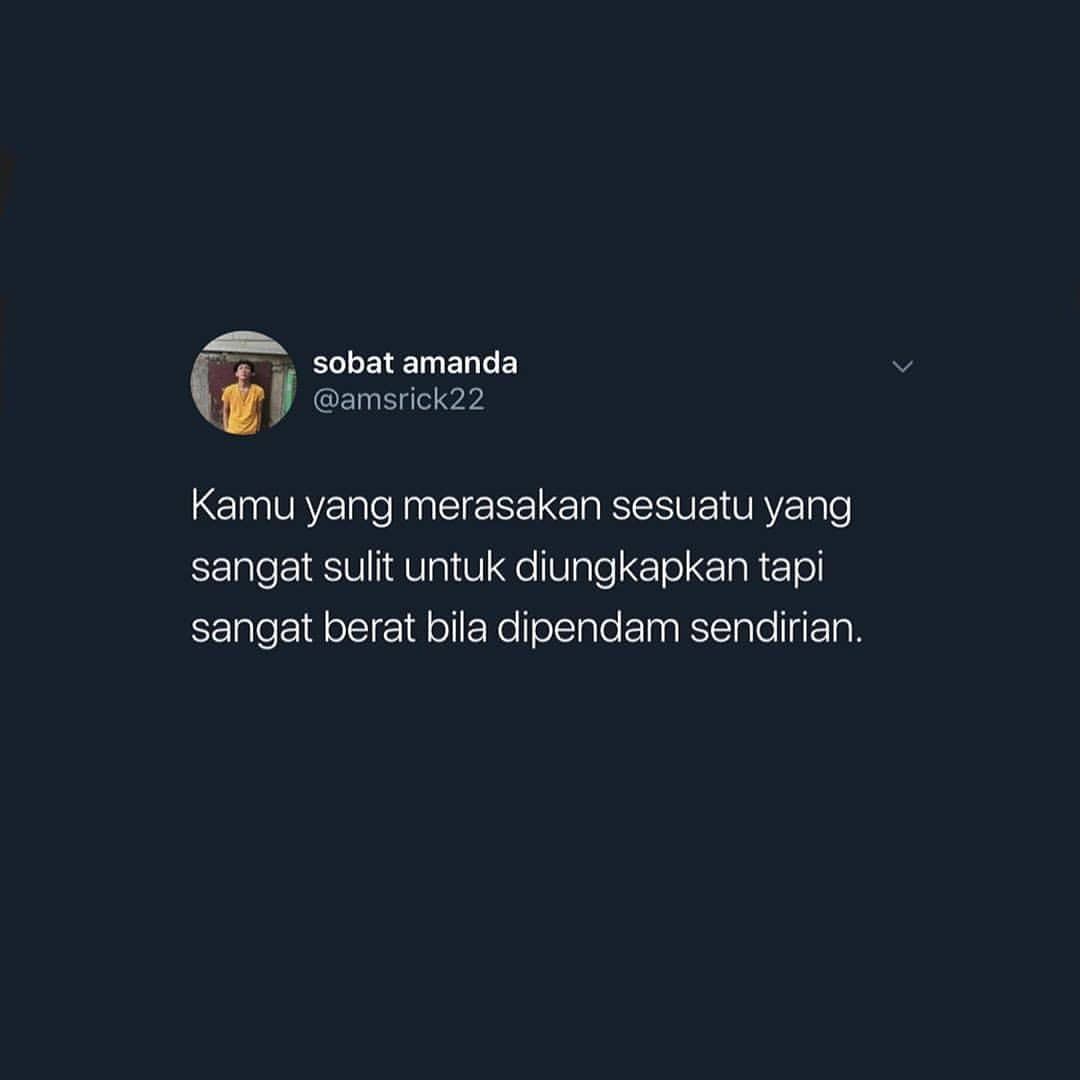 sobat amanda
@amsrick22
Kamu yang merasakan sesuatu yang
sangat sulit untuk diungkapkan tapi
sangat berat bila dipendam sendirian.